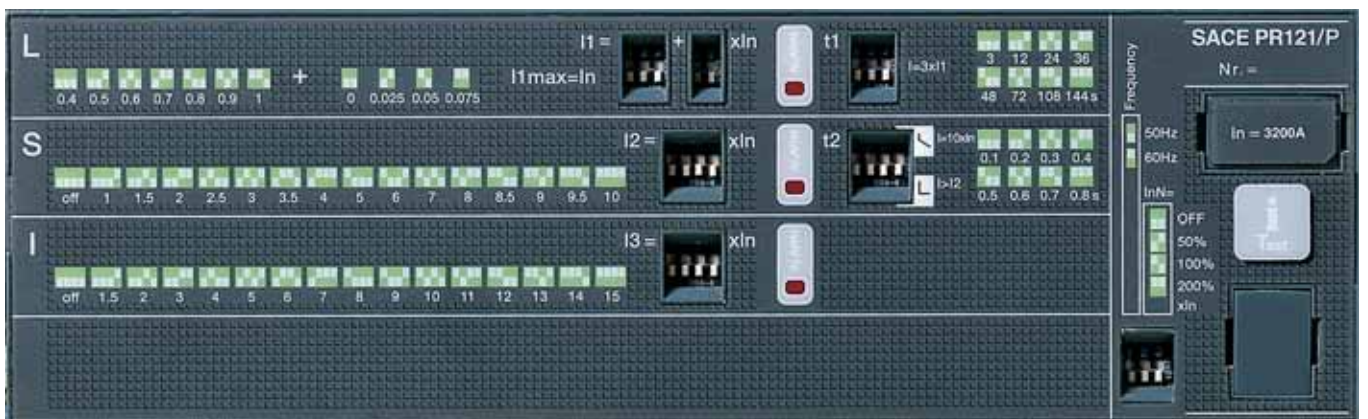 L
I1 =
+
xIn
t1
I1max=In
I=3xI1
0.4 0.5 0.6 0.7 0.8 0.9 1
+
0 0.025 0.05 0.075
3 12 24 36
48 72 108 144s
S
I2=
xIn
t2
I=10xIn
I>I2
off 1 1.5 2 2.5 3 3.5 4 5 6 7 8 8.5 9 9.5 10
0.1 0.2 0.3 0.4
0.5 0.6 0.7 0.8s
I
I3=
xIn
off 1.5 2 3 4 5 6 7 8 9 10 11 12 13 14 15
Frequency
50Hz
60Hz
InN=
OFF
50%
100%
200%
xIn
SACE PR121/P
Nr. =
In = 3200A
Test